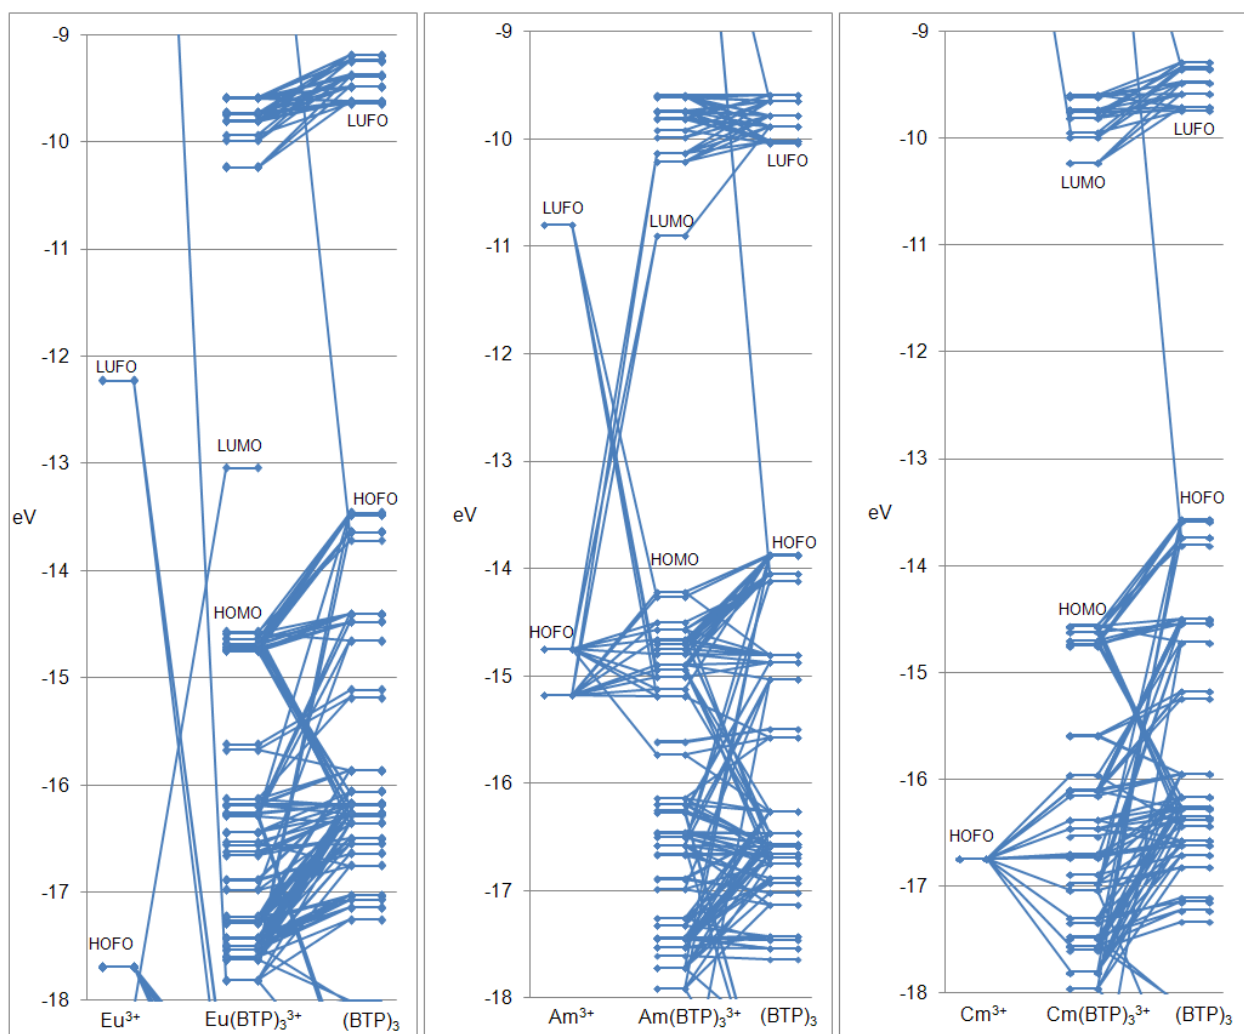 -9
-10
-11
-12
-13
-14
-15
-16
-17
-18
eV
LUFO
HOFO
LUMO
HOMO
LUFO
HOFO
Eu³⁺
Eu(BTP)₃³⁺
(BTP)₃
-9
-10
-11
-12
-13
-14
-15
-16
-17
-18
eV
LUFO
HOFO
LUMO
HOMO
LUFO
HOFO
Am³⁺
Am(BTP)₃³⁺
(BTP)₃
-9
-10
-11
-12
-13
-14
-15
-16
-17
-18
eV
HOFO
LUMO
HOMO
LUFO
HOFO
Cm³⁺
Cm(BTP)₃³⁺
(BTP)₃